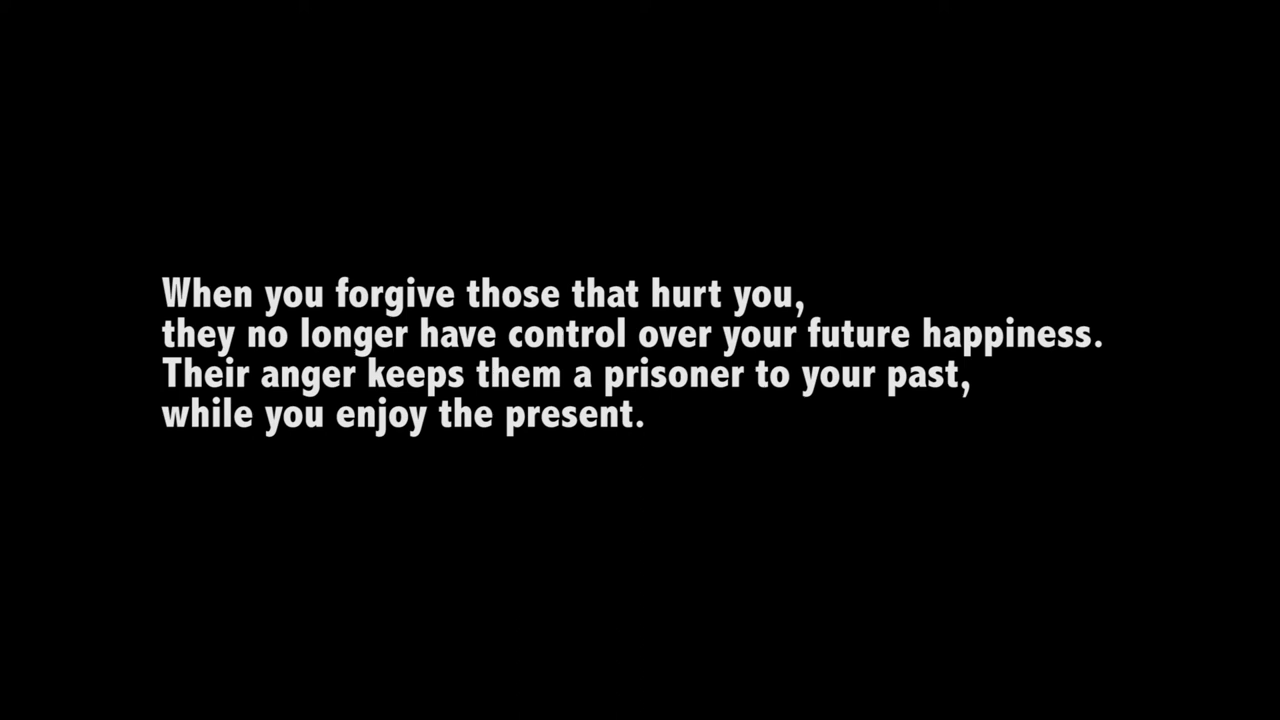 When you forgive those that hurt you,
they no longer have control over your future happiness.
Their anger keeps them a prisoner to your past,
while you enjoy the present.